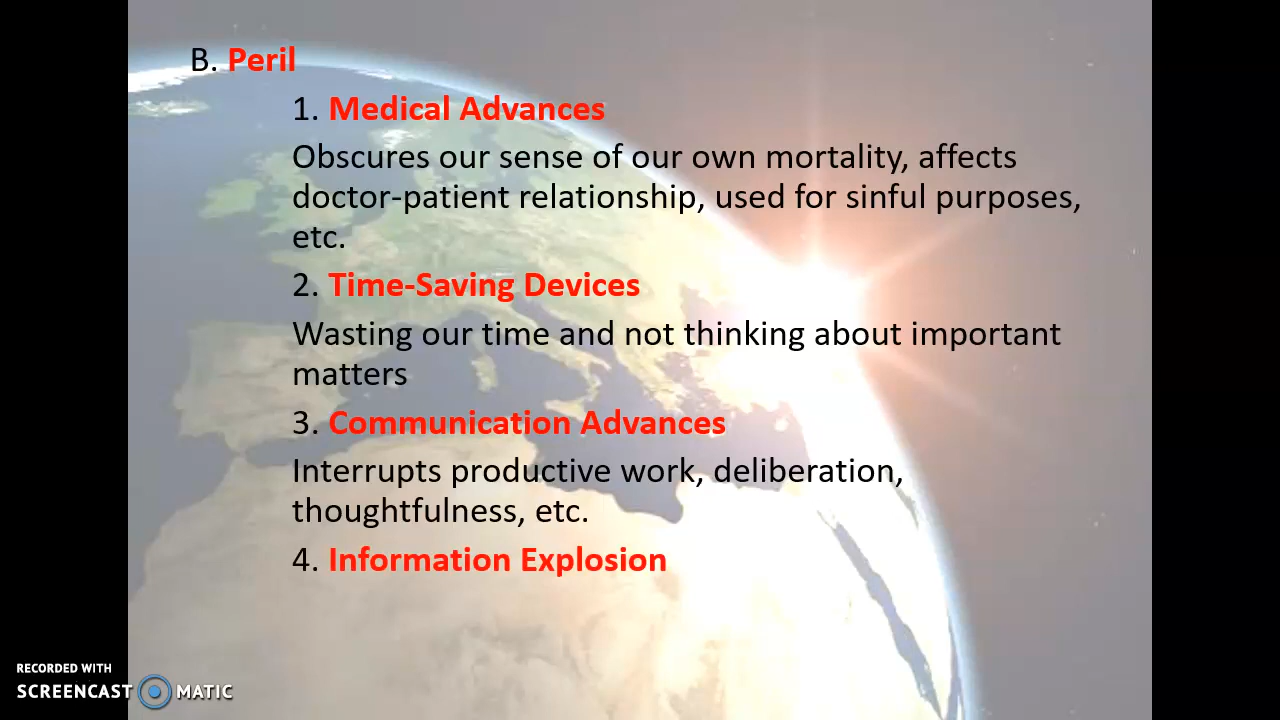 B. Peril
1. Medical Advances
Obscures our sense of our own mortality, affects
doctor-patient relationship, used for sinful purposes,
etc.
2. Time-Saving Devices
Wasting our time and not thinking about important
matters
3. Communication Advances
Interrupts productive work, deliberation,
thoughtfulness, etc.
4. Information Explosion
RECORDED WITH
SCREENCAST MATIC